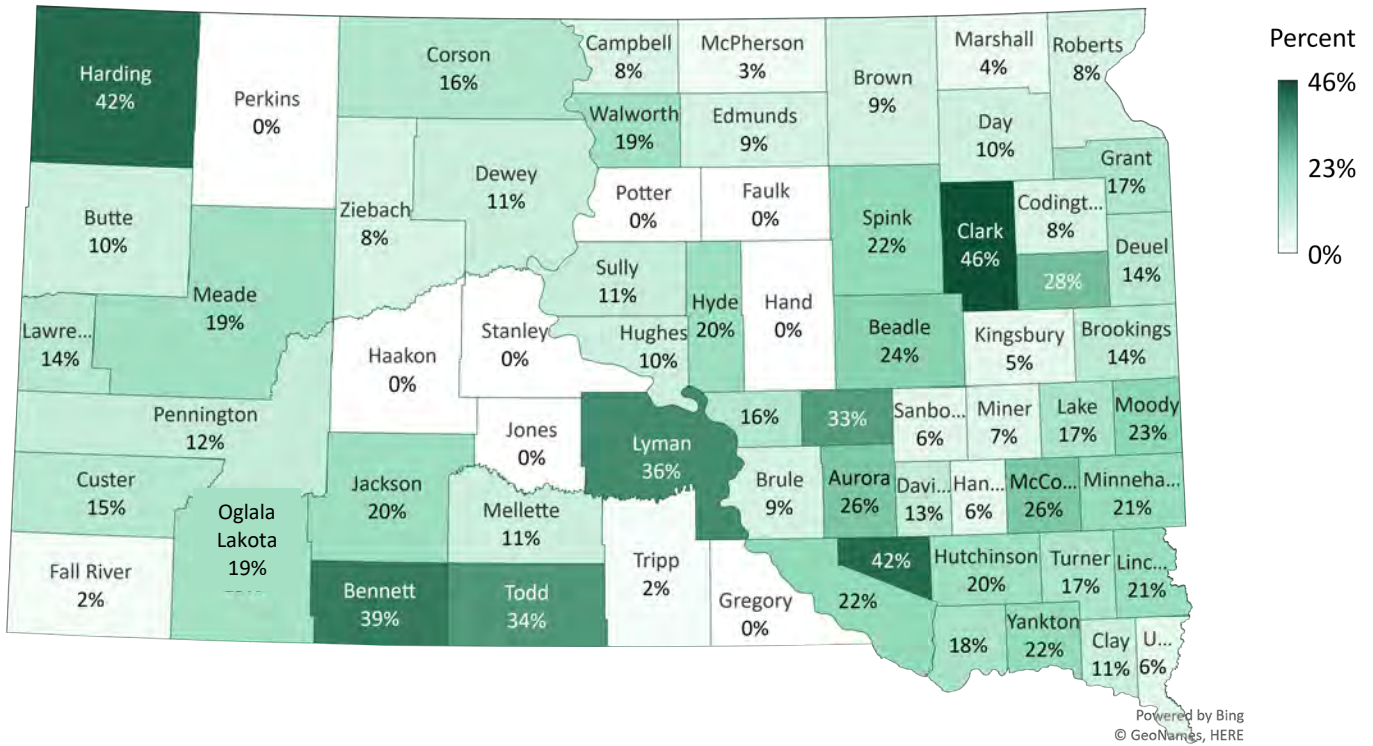 Percent
46%
23%
0%
Harding
42%
Perkins
0%
Corson
16%
Campbell
8%
McPherson
3%
Brown
9%
Marshall
4%
Roberts
8%
Walworth
19%
Edmunds
9%
Day
10%
Grant
17%
Butte
10%
Ziebach
8%
Dewey
11%
Potter
0%
Faulk
0%
Spink
22%
Clark
46%
Codingt...
8%
28%
Deuel
14%
Meade
19%
Sully
11%
Hyde
20%
Hand
0%
Lawre...
14%
Haakon
0%
Stanley
0%
Hughes
10%
Beadle
24%
Kingsbury
5%
Brookings
14%
Pennington
12%
Jones
0%
Lyman
36%
16%
33%
Sanbo...
6%
Miner
7%
Lake
17%
Moody
23%
Custer
15%
Jackson
20%
Mellette
11%
Brule
9%
Aurora
26%
Davi...
13%
Han...
6%
McCo...
26%
Minneha...
21%
Oglala
Lakota
19%
Fall River
2%
Bennett
39%
Todd
34%
Tripp
2%
Gregory
0%
22%
42%
Hutchinson
20%
Turner
17%
Linc...
21%
18%
Yankton
22%
Clay
11%
U...
6%
Powered by Bing
© GeoNames, HERE